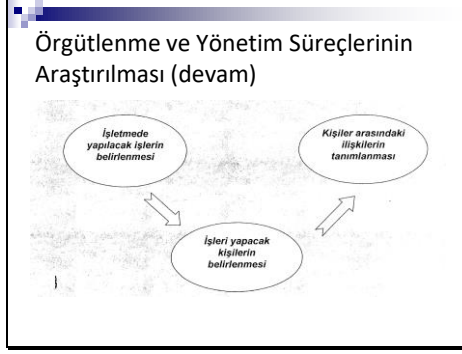 Örgütlenme ve Yönetim Süreçlerinin
Araştırılması (devam)
İşletmede
yapılacak işlerin
belirlenmesi
Kişiler arasındaki
ilişkilerin
tanımlanması
İşleri yapacak
kişilerin
belirlenmesi